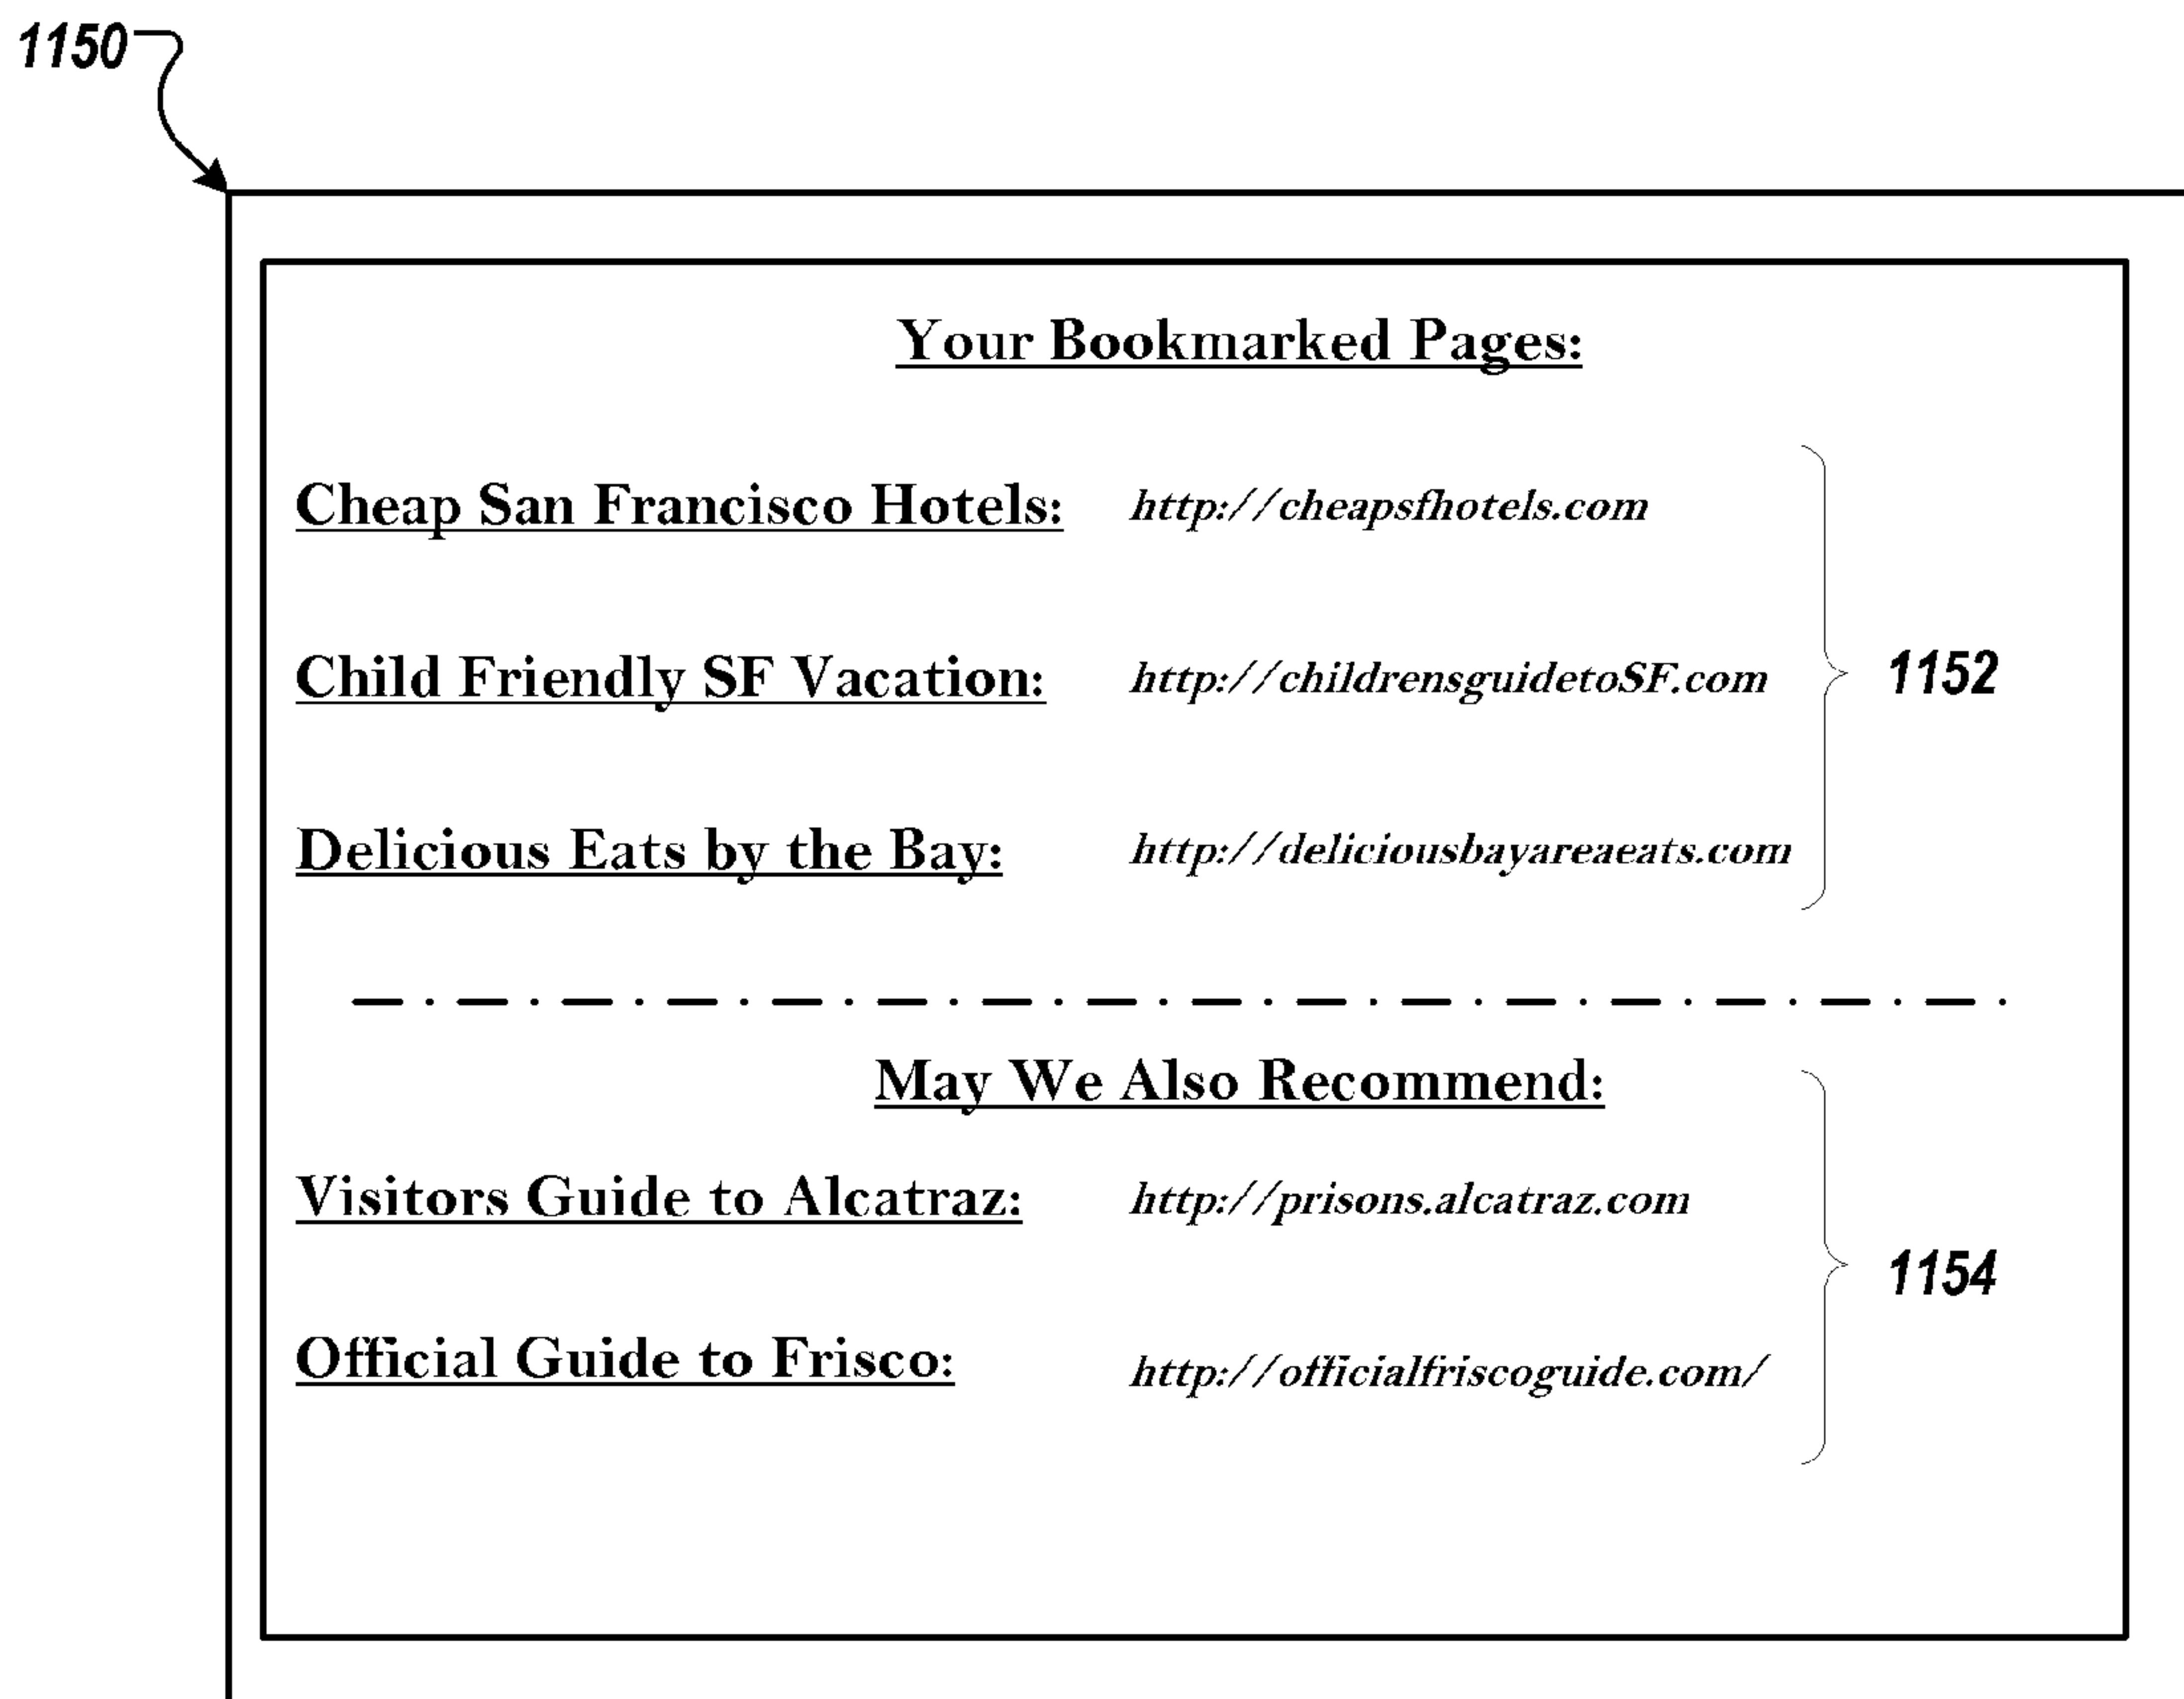 1150
Your Bookmarked Pages:
Cheap San Francisco Hotels: http://cheapsfhotels.com
Child Friendly SF Vacation: http://childrensguidetoSF.com
1152
Delicious Eats by the Bay: http://deliciousbayareaeats.com
May We Also Recommend:
Visitors Guide to Alcatraz: http://prisons.alcatraz.com
1154
Official Guide to Frisco: http://officialfriscoguide.com/